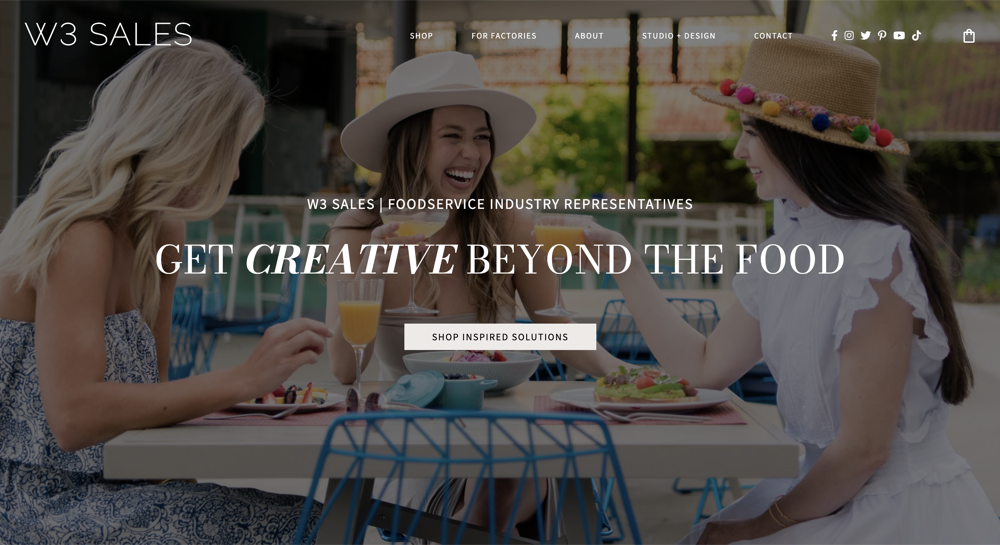 W3 SALES
SHOP
FOR FACTORIES
ABOUT
STUDIO + DESIGN
CONTACT
W3 SALES | FOODSERVICE INDUSTRY REPRESENTATIVES
GET CREATIVE BEYOND THE FOOD
SHOP INSPIRED SOLUTIONS